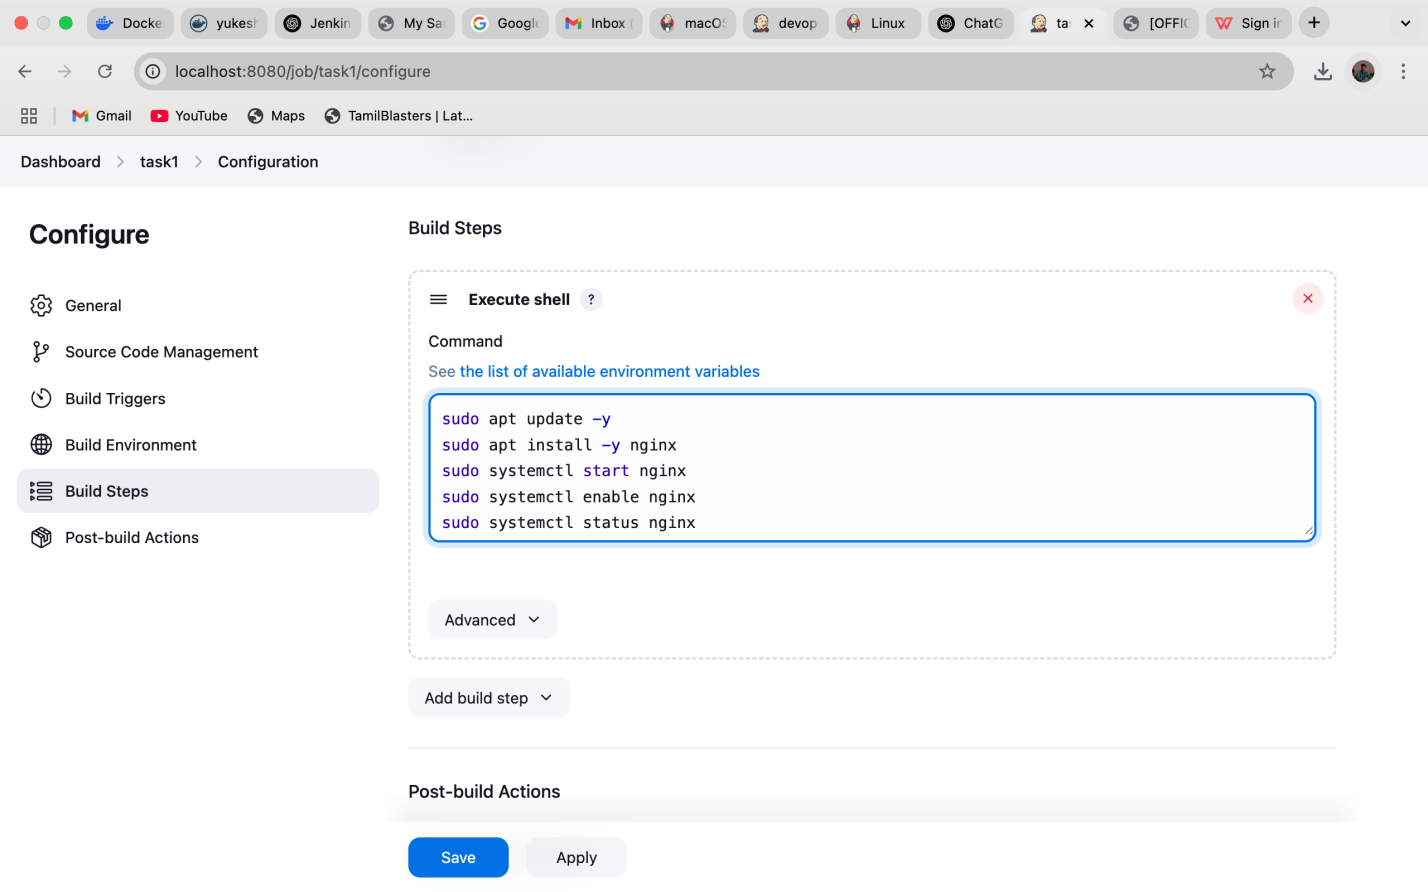 Docke
yukesh
Jenkin
My Sa
Google
Inbox (
macOS
devop
Linux
ChatG
ta
[OFFIC
Sign in
localhost:8080/job/task1/configure
Gmail
YouTube
Maps
TamilBlasters | Lat...
Dashboard > task1 > Configuration
Configure
General
Source Code Management
Build Triggers
Build Environment
Build Steps
Post-build Actions
Build Steps
Execute shell ?
Command
See the list of available environment variables
sudo apt update -y
sudo apt install -y nginx
sudo systemctl start nginx
sudo systemctl enable nginx
sudo systemctl status nginx
Advanced
Add build step
Post-build Actions
Save
Apply